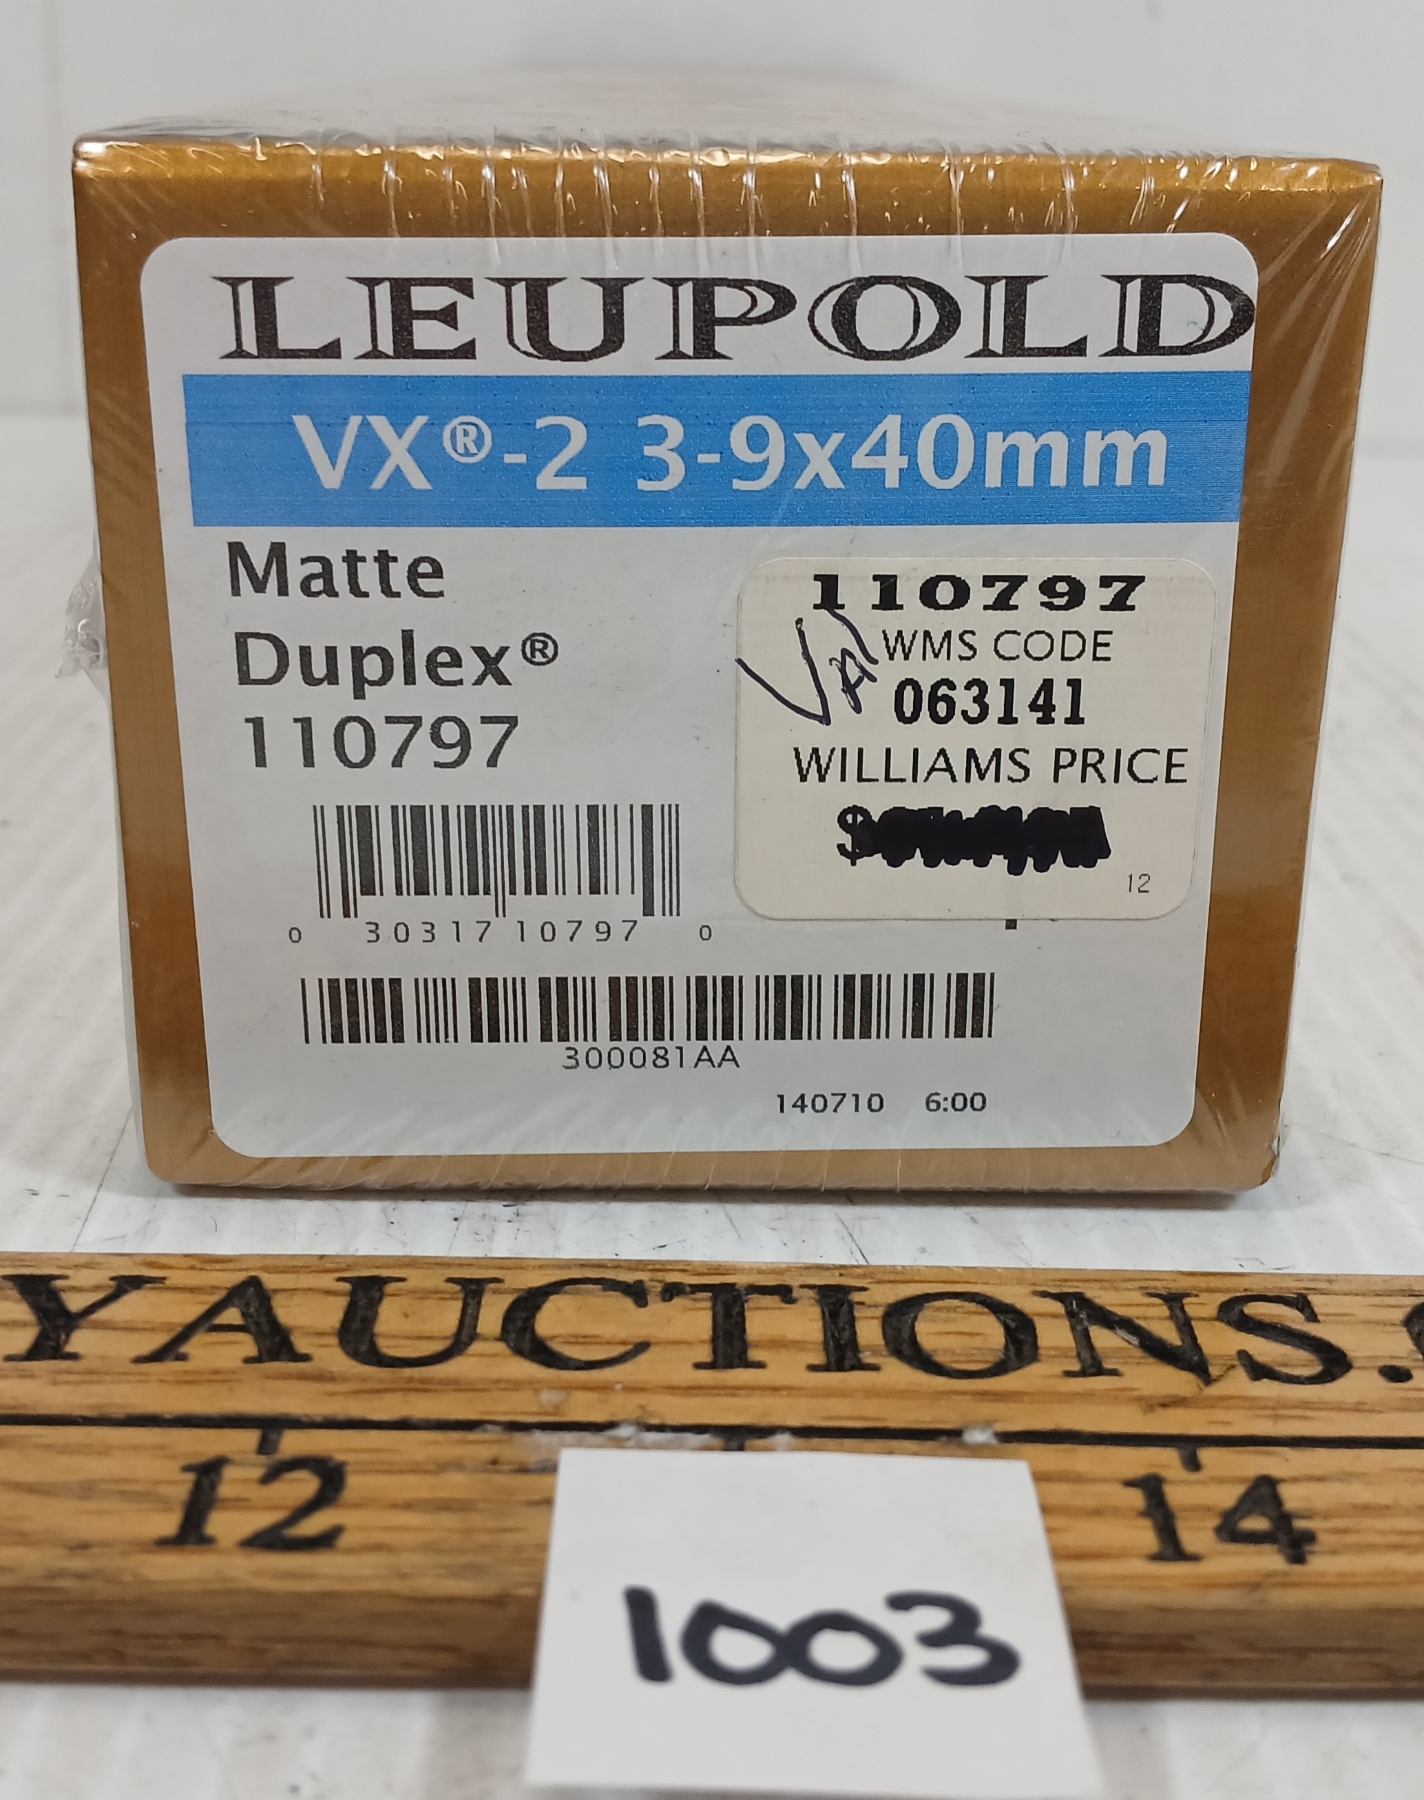 LEUPOLD
VX®-2 3-9x40mm
Matte
Duplex®
110797
0 30317 10797 0
300081AA
140710 6:00
110797
WMS CODE
063141
WILLIAMS PRICE
$
12
YAUCTIONS.
12 14
1003